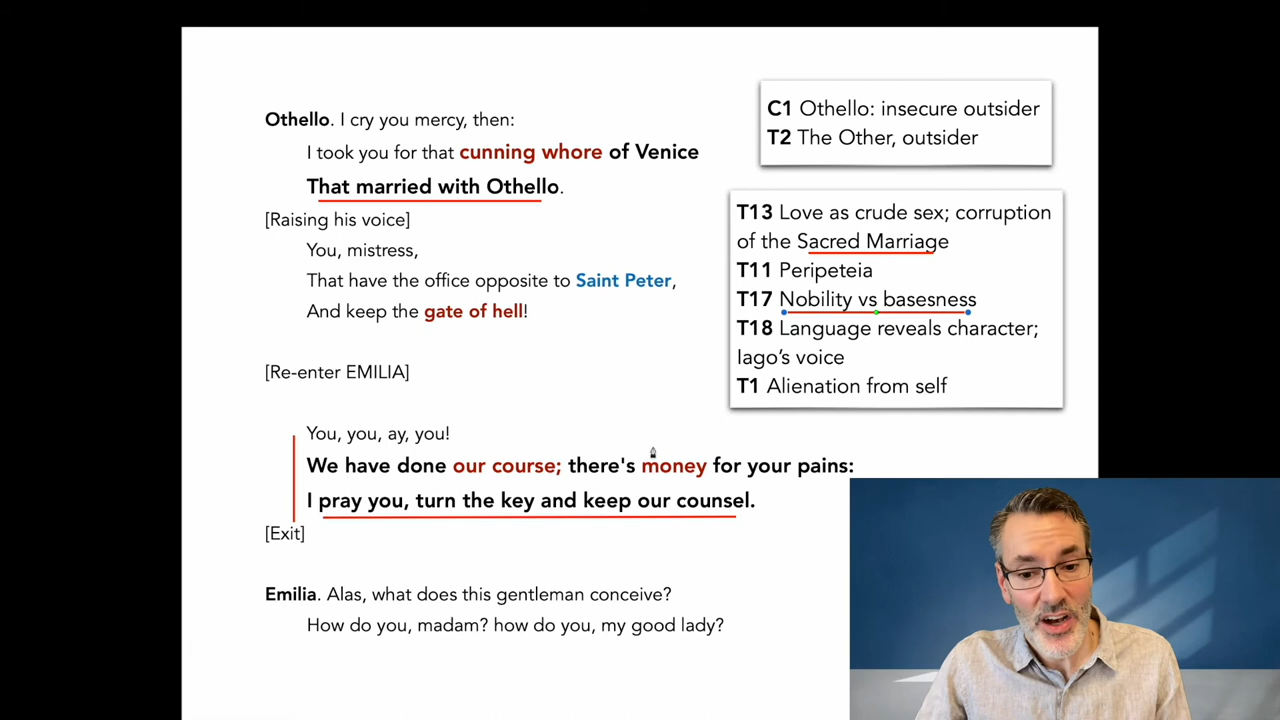 Othello. I cry you mercy, then:
I took you for that cunning whore of Venice
That married with Othello.
[Raising his voice]
You, mistress,
That have the office opposite to Saint Peter,
And keep the gate of hell!
[Re-enter EMILIA]
You, you, ay, you!
We have done our course; there's money for your pains:
I pray you, turn the key and keep our counsel.
[Exit]
Emilia. Alas, what does this gentleman conceive?
How do you, madam? how do you, my good lady?
C1 Othello: insecure outsider
T2 The Other, outsider
T13 Love as crude sex; corruption
of the Sacred Marriage
T11 Peripeteia
T17 Nobility vs basesness
T18 Language reveals character;
Iago's voice
T1 Alienation from self